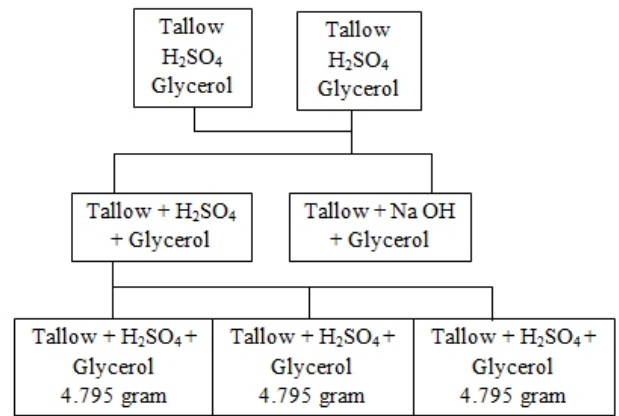 Tallow
H₂SO₄
Glycerol
Tallow
H₂SO₄
Glycerol
Tallow + H₂SO₄
+ Glycerol
Tallow + Na OH
+ Glycerol
Tallow + H₂SO₄ +
Glycerol
4.795 gram
Tallow + H₂SO₄ +
Glycerol
4.795 gram
Tallow + H₂SO₄ +
Glycerol
4.795 gram